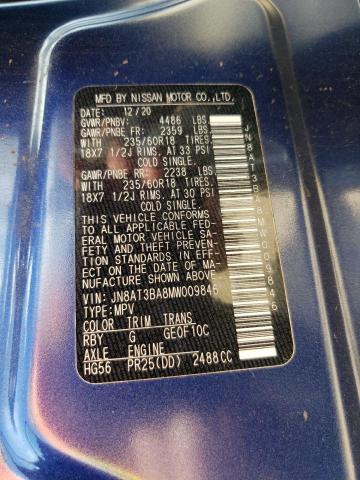 MFD BY NISSAN MOTOR CO.,LTD.
DATE: 12/20
GVWR/PNBV: 4486 LBS
GAWR/PNBE FR: 2359 LBS
WITH 235/60R18 TIRES,
18X7 1/2J RIMS, AT 33 PSI
COLD SINGLE.
GAWR/PNBE RR: 2238 LBS
WITH 235/60R18 TIRES,
18X7 1/2J RIMS, AT 30 PSI
COLD SINGLE.
THIS VEHICLE CONFORMS
TO ALL APPLICABLE FED-
ERAL MOTOR VEHICLE SAF-
ETY AND THEFT PREVEN-
TION STANDARDS IN EFF-
ECT ON THE DATE OF MA-
NUFACTURE SHOWN ABOVE
VIN: JN8AT3BA8MW009846
TYPE:MPV
COLOR TRIM TRANS
RBY G GE0F10C
AXLE ENGINE
HG56 PR25(DD) 2488CC
JN8AT3BA8MW009846